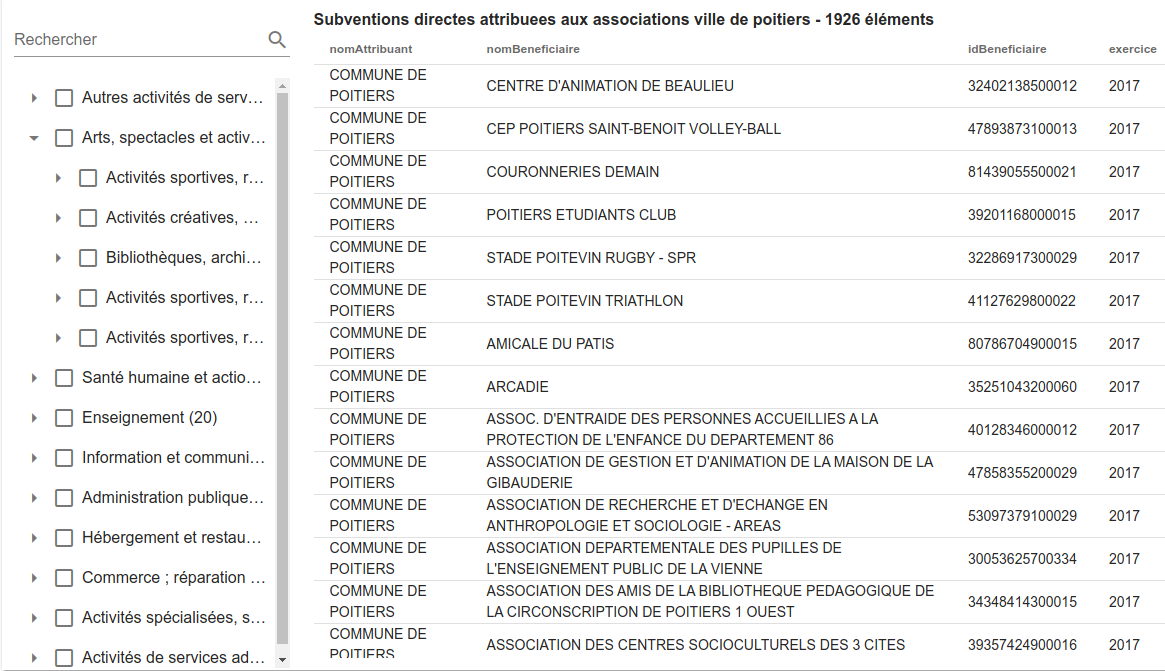 Rechercher
Autres activités de serv…
Arts, spectacles et activ…
Activités sportives, r…
Activités créatives, …
Bibliothèques, archi…
Activités sportives, r…
Activités sportives, r…
Santé humaine et actio…
Enseignement (20)
Information et communi…
Administration publique…
Hébergement et restau…
Commerce ; réparation …
Activités spécialisées, s…
Activités de services ad…
Subventions directes attribuees aux associations ville de poitiers - 1926 éléments
nomAttribuant nomBeneficiaire idBeneficiaire exercice
COMMUNE DE
POITIERS
CENTRE D'ANIMATION DE BEAULIEU 32402138500012 2017
COMMUNE DE
POITIERS
CEP POITIERS SAINT-BENOIT VOLLEY-BALL 47893873100013 2017
COMMUNE DE
POITIERS
COURONNERIES DEMAIN 81439055500021 2017
COMMUNE DE
POITIERS
POITIERS ETUDIANTS CLUB 39201168000015 2017
COMMUNE DE
POITIERS
STADE POITEVIN RUGBY - SPR 32286917300029 2017
COMMUNE DE
POITIERS
STADE POITEVIN TRIATHLON 41127629800022 2017
COMMUNE DE
POITIERS
AMICALE DU PATIS 80786704900015 2017
COMMUNE DE
POITIERS
ARCADIE 35251043200060 2017
COMMUNE DE
POITIERS
ASSOC. D'ENTRAIDE DES PERSONNES ACCUEILLIES A LA
PROTECTION DE L'ENFANCE DU DEPARTEMENT 86
40128346000012 2017
COMMUNE DE
POITIERS
ASSOCIATION DE GESTION ET D'ANIMATION DE LA MAISON DE LA
GIBAUDERIE
47858355200029 2017
COMMUNE DE
POITIERS
ASSOCIATION DE RECHERCHE ET D'ECHANGE EN
ANTHROPOLOGIE ET SOCIOLOGIE - AREAS
53097379100029 2017
COMMUNE DE
POITIERS
ASSOCIATION DEPARTEMENTALE DES PUPILLES DE
L'ENSEIGNEMENT PUBLIC DE LA VIENNE
30053625700334 2017
COMMUNE DE
POITIERS
ASSOCIATION DES AMIS DE LA BIBLIOTHEQUE PEDAGOGIQUE DE
LA CIRCONSCRIPTION DE POITIERS 1 OUEST
34348414300015 2017
COMMUNE DE
POITIERS
ASSOCIATION DES CENTRES SOCIOCULTURELS DES 3 CITES 39357424900016 2017